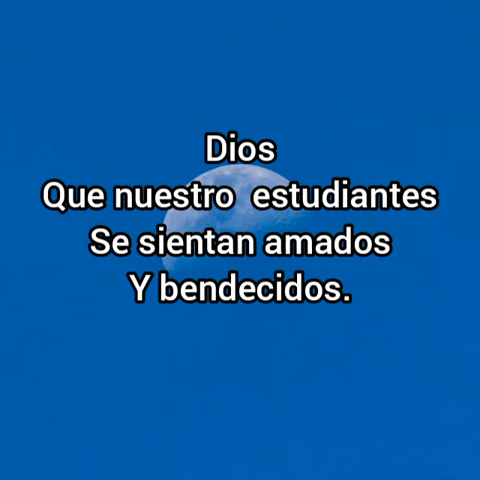 Dios
Que nuestro  estudiantes
Se sientan amados
Y bendecidos.